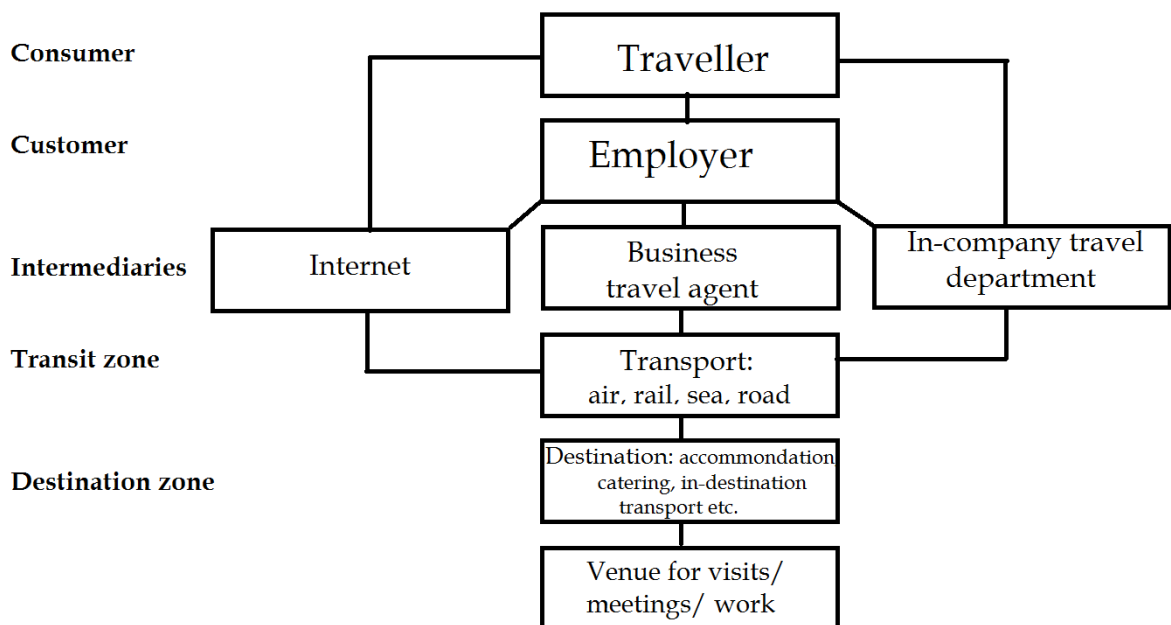 Consumer
Traveller
Customer
Employer
Intermediaries
Internet
Business
travel agent
In-company travel
department
Transit zone
Transport:
air, rail, sea, road
Destination zone
Destination: accommondation
catering, in-destination
transport etc.
Venue for visits/
meetings/ work